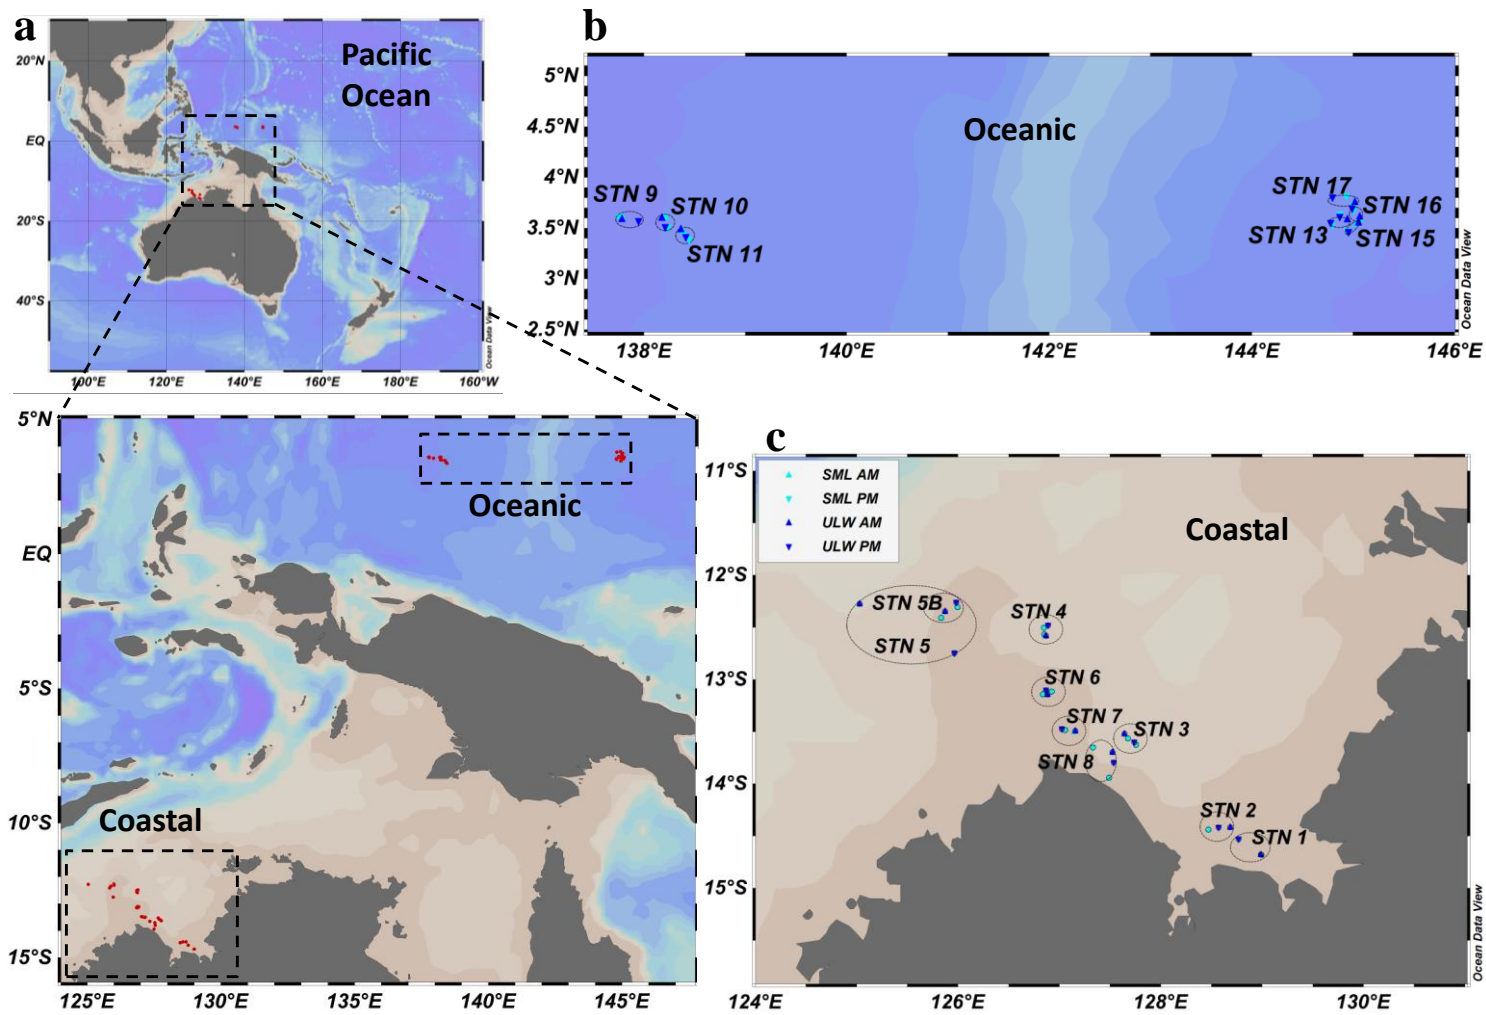 a
Pacific
Ocean
20°N
EQ
20°S
40°S
100°E 120°E 140°E 160°E 180°E 160°W
Ocean Data View
b
5°N
4.5°N
4°N
3.5°N
3°N
2.5°N
Oceanic
STN 9
STN 10
STN 11
STN 17
STN 16
STN 13
STN 15
138°E 140°E 142°E 144°E 146°E
Ocean Data View
5°N
EQ
5°S
10°S
15°S
Oceanic
Coastal
125°E 130°E 135°E 140°E 145°E
c
11°S
12°S
13°S
14°S
15°S
SML AM
SML PM
ULW AM
ULW PM
Coastal
STN 5B
STN 5
STN 4
STN 6
STN 7
STN 3
STN 8
STN 2
STN 1
124°E 126°E 128°E 130°E
Ocean Data View